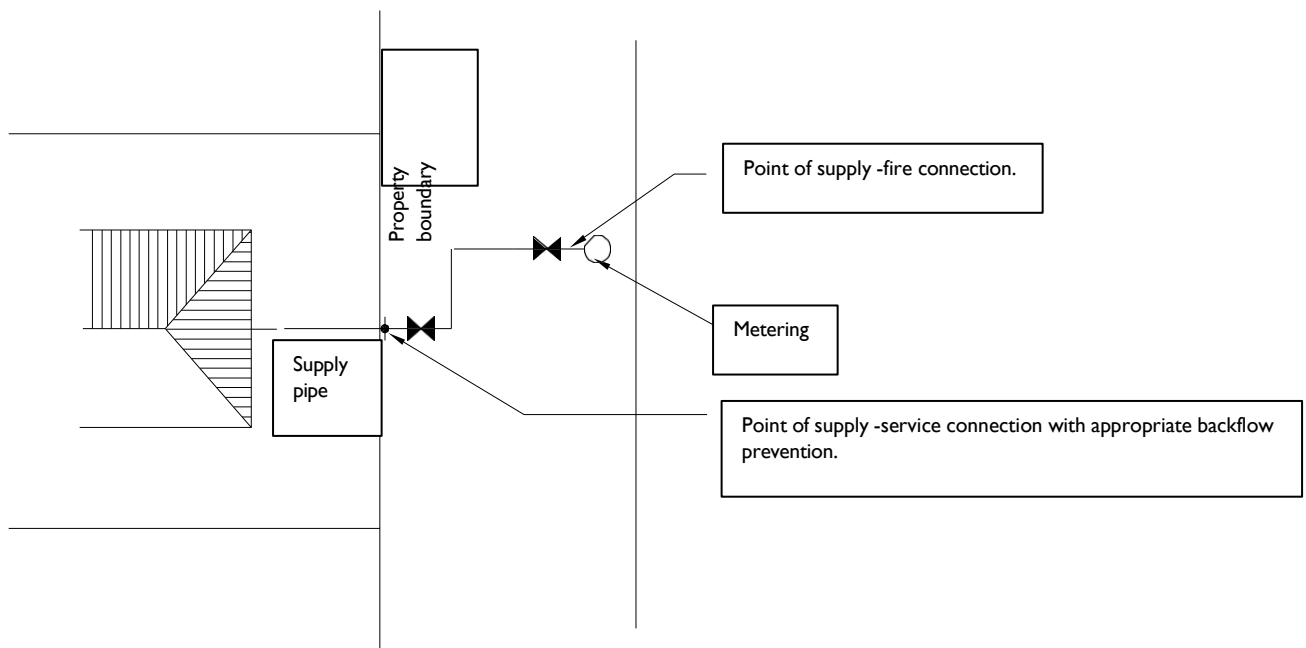 Property
boundary
Point of supply -fire connection.
Metering
Supply
pipe
Point of supply -service connection with appropriate backflow
prevention.